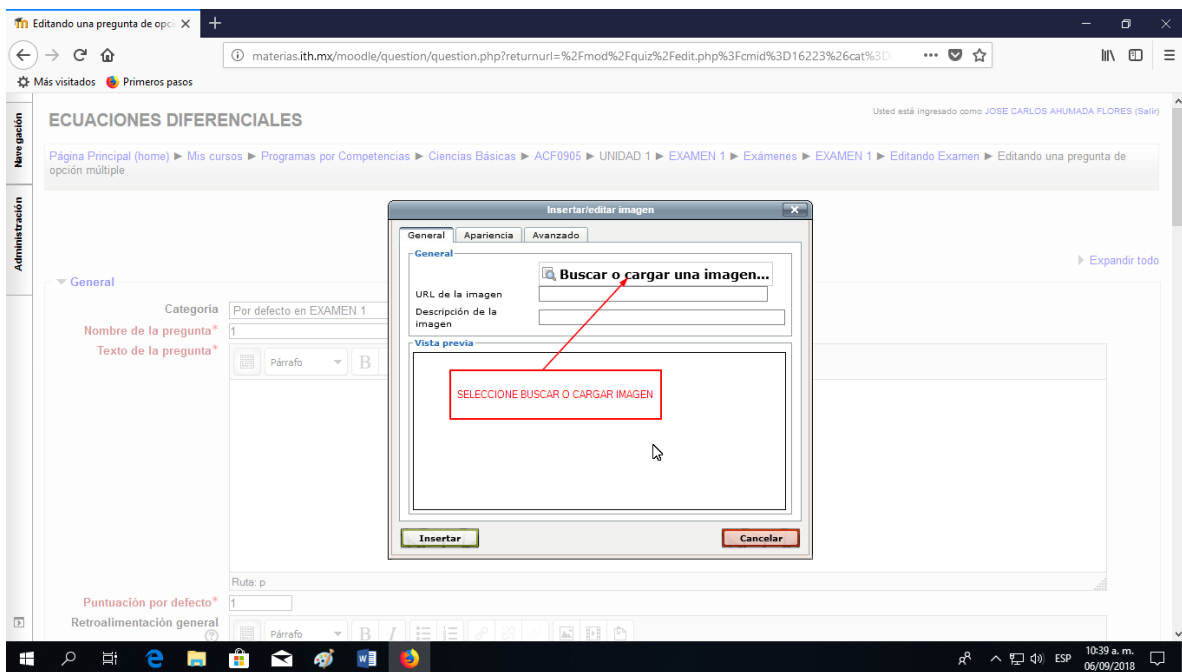 Editando una pregunta de opci
materias.ith.mx/moodle/question/question.php?returnurl=%2Fmod%2Fquiz%2Fedit.php%3Fcmid%3D16223%26cat%3D
Más visitados Primeros pasos
Navegación
Administración
ECUACIONES DIFERENCIALES
Usted está ingresado como JOSE CARLOS AHUMADA FLORES (Salir)
Página Principal (home) ► Mis cursos ► Programas por Competencias ► Ciencias Básicas ► ACF0905 ► UNIDAD 1 ► EXAMEN 1 ► Exámenes ► EXAMEN 1 ► Editando Examen ► Editando una pregunta de
opción múltiple
Expandir todo
General
Categoría Por defecto en EXAMEN 1
Nombre de la pregunta* 1
Texto de la pregunta*
Párrafo B
Insertar/editar imagen
General Apariencia Avanzado
General
Buscar o cargar una imagen...
URL de la imagen
Descripción de la
imagen
Vista previa
SELECCIONE BUSCAR O CARGAR IMAGEN
Insertar Cancelar
Ruta: p
Puntuación por defecto* 1
Retroalimentación general
Párrafo B I
ESP
10:39 a. m.
06/09/2018